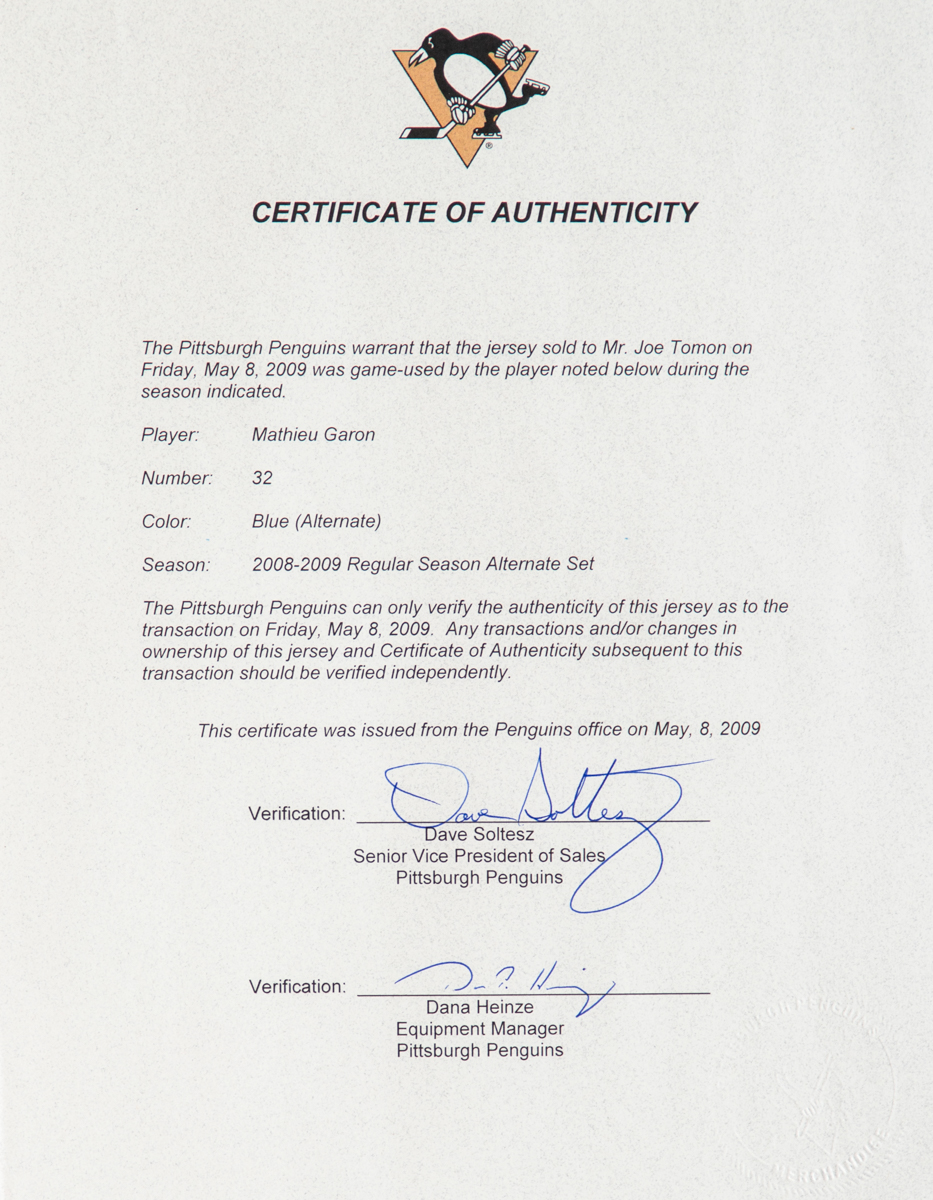 ®
CERTIFICATE OF AUTHENTICITY
The Pittsburgh Penguins warrant that the jersey sold to Mr. Joe Tomon on
Friday, May 8, 2009 was game-used by the player noted below during the
season indicated.
Player: Mathieu Garon
Number: 32
Color: Blue (Alternate)
Season: 2008-2009 Regular Season Alternate Set
The Pittsburgh Penguins can only verify the authenticity of this jersey as to the
transaction on Friday, May 8, 2009. Any transactions and/or changes in
ownership of this jersey and Certificate of Authenticity subsequent to this
transaction should be verified independently.
This certificate was issued from the Penguins office on May, 8, 2009
Dave Soltesz
Verification:
Dave Soltesz
Senior Vice President of Sales
Pittsburgh Penguins
Verification:
Dana Heinze
Equipment Manager
Pittsburgh Penguins
MERCHANDISE